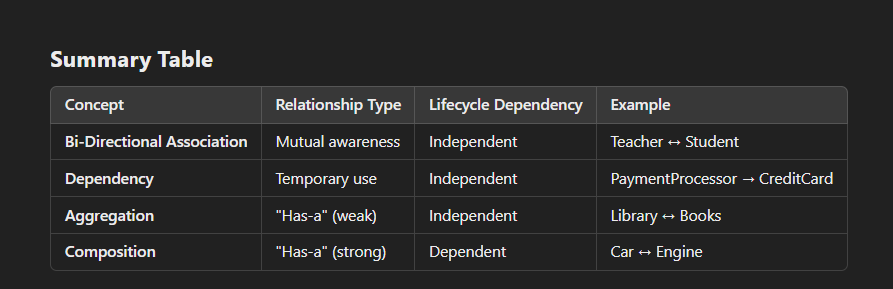 Summary Table
Concept Relationship Type Lifecycle Dependency Example
Bi-Directional Association Mutual awareness Independent Teacher ↔ Student
Dependency Temporary use Independent PaymentProcessor → CreditCard
Aggregation "Has-a" (weak) Independent Library ↔ Books
Composition "Has-a" (strong) Dependent Car ↔ Engine